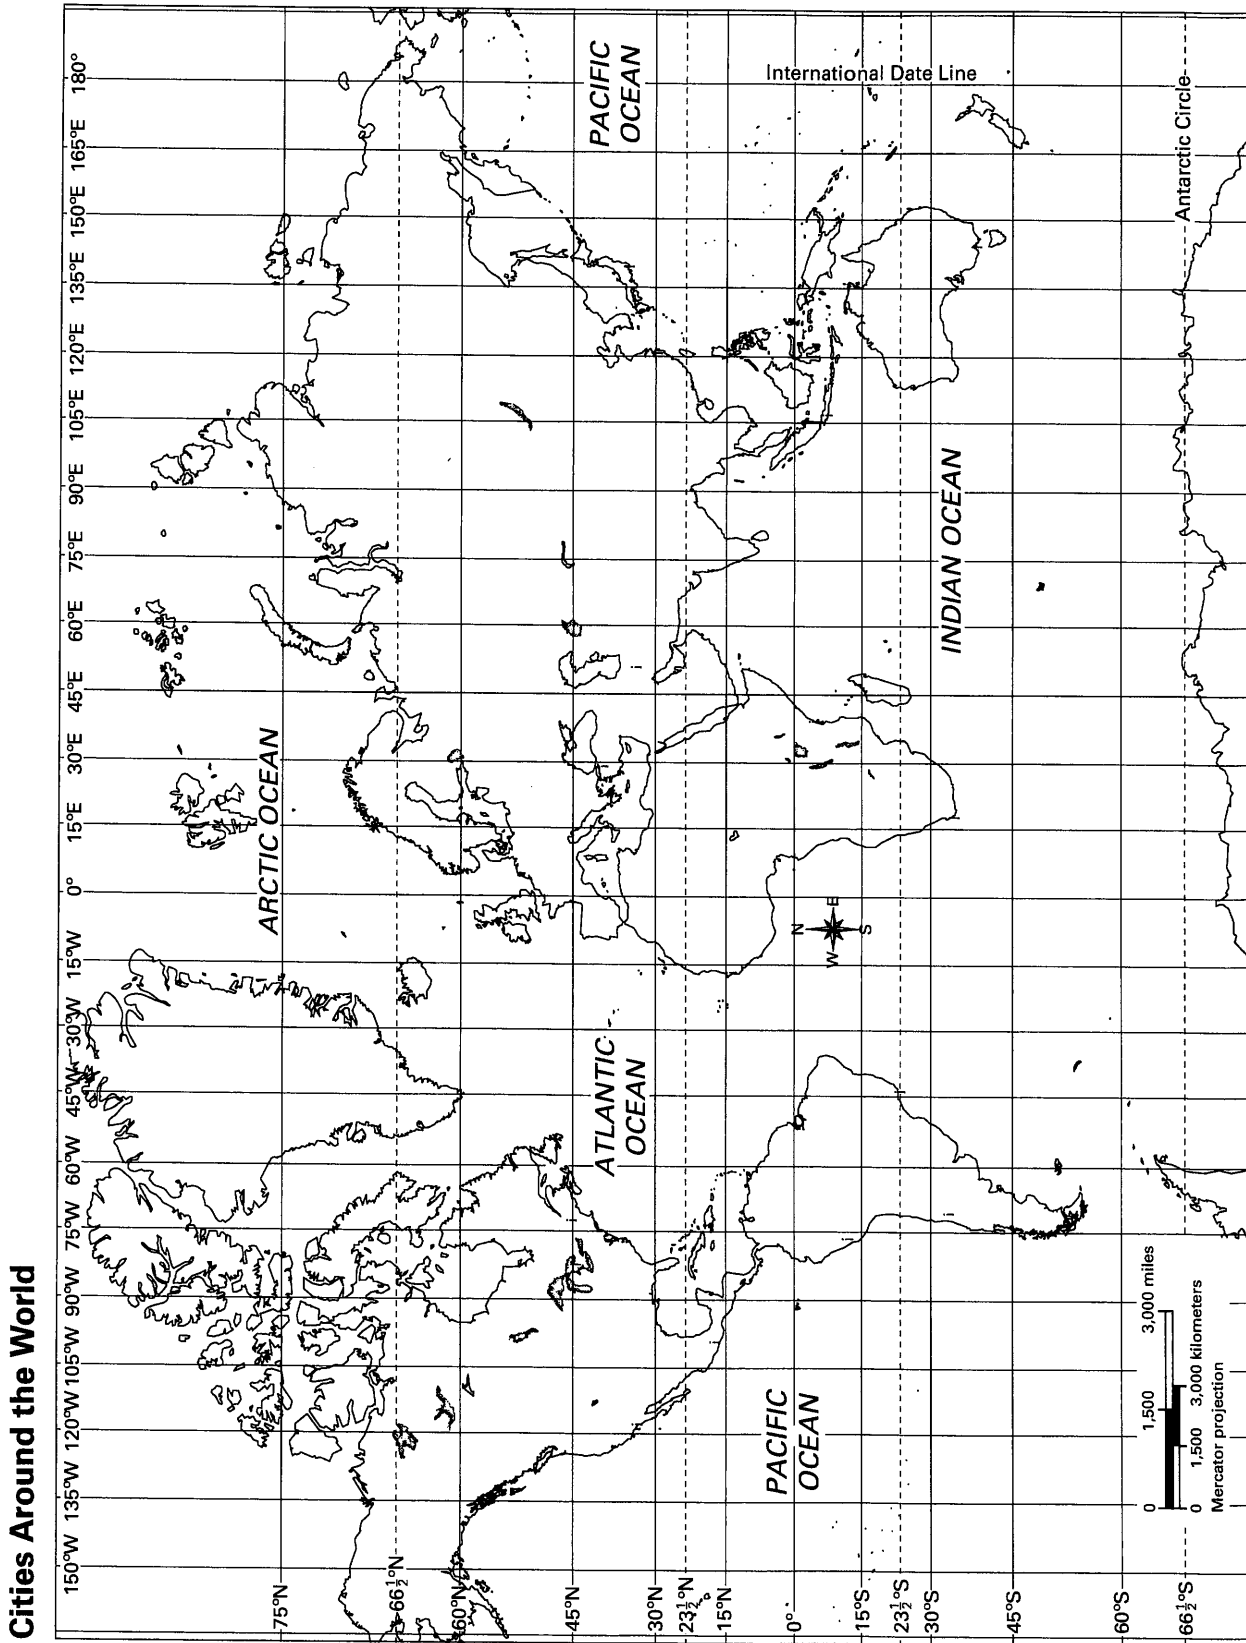 Cities Around the World
150°W 135°W 120°W 105°W 90°W 75°W 60°W 45°W 30°W 15°W 0° 15°E 30°E 45°E 60°E 75°E 90°E 105°E 120°E 135°E 150°E 165°E 180°
ARCTIC OCEAN
75°N
66½°N
60°N
45°N
30°N
23½°N
15°N
0°
15°S
23½°S
30°S
45°S
60°S
66½°S
PACIFIC
OCEAN
ATLANTIC
OCEAN
PACIFIC
OCEAN
International Date Line
INDIAN OCEAN
N
W E
S
Antarctic Circle
0 1,500 3,000 miles
0 1,500 3,000 kilometers
Mercator projection